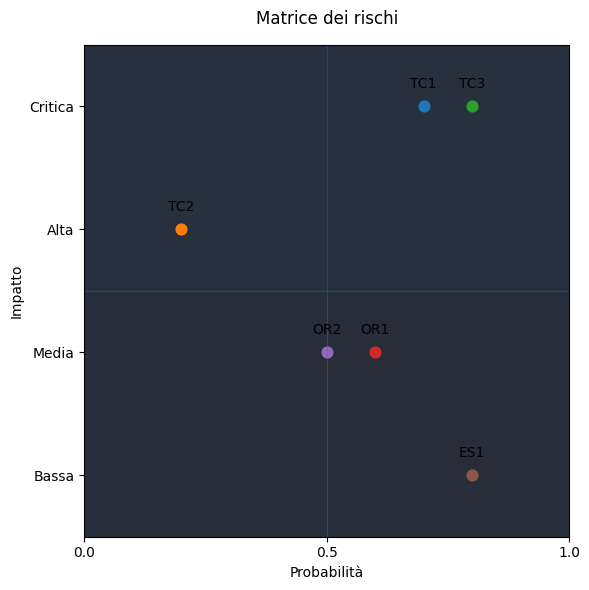 Matrice dei rischi
TC1 TC3
Critica
TC2
Alta
Impatto
OR2 OR1
Media
ES1
Bassa
0.0 0.5 1.0
Probabilità